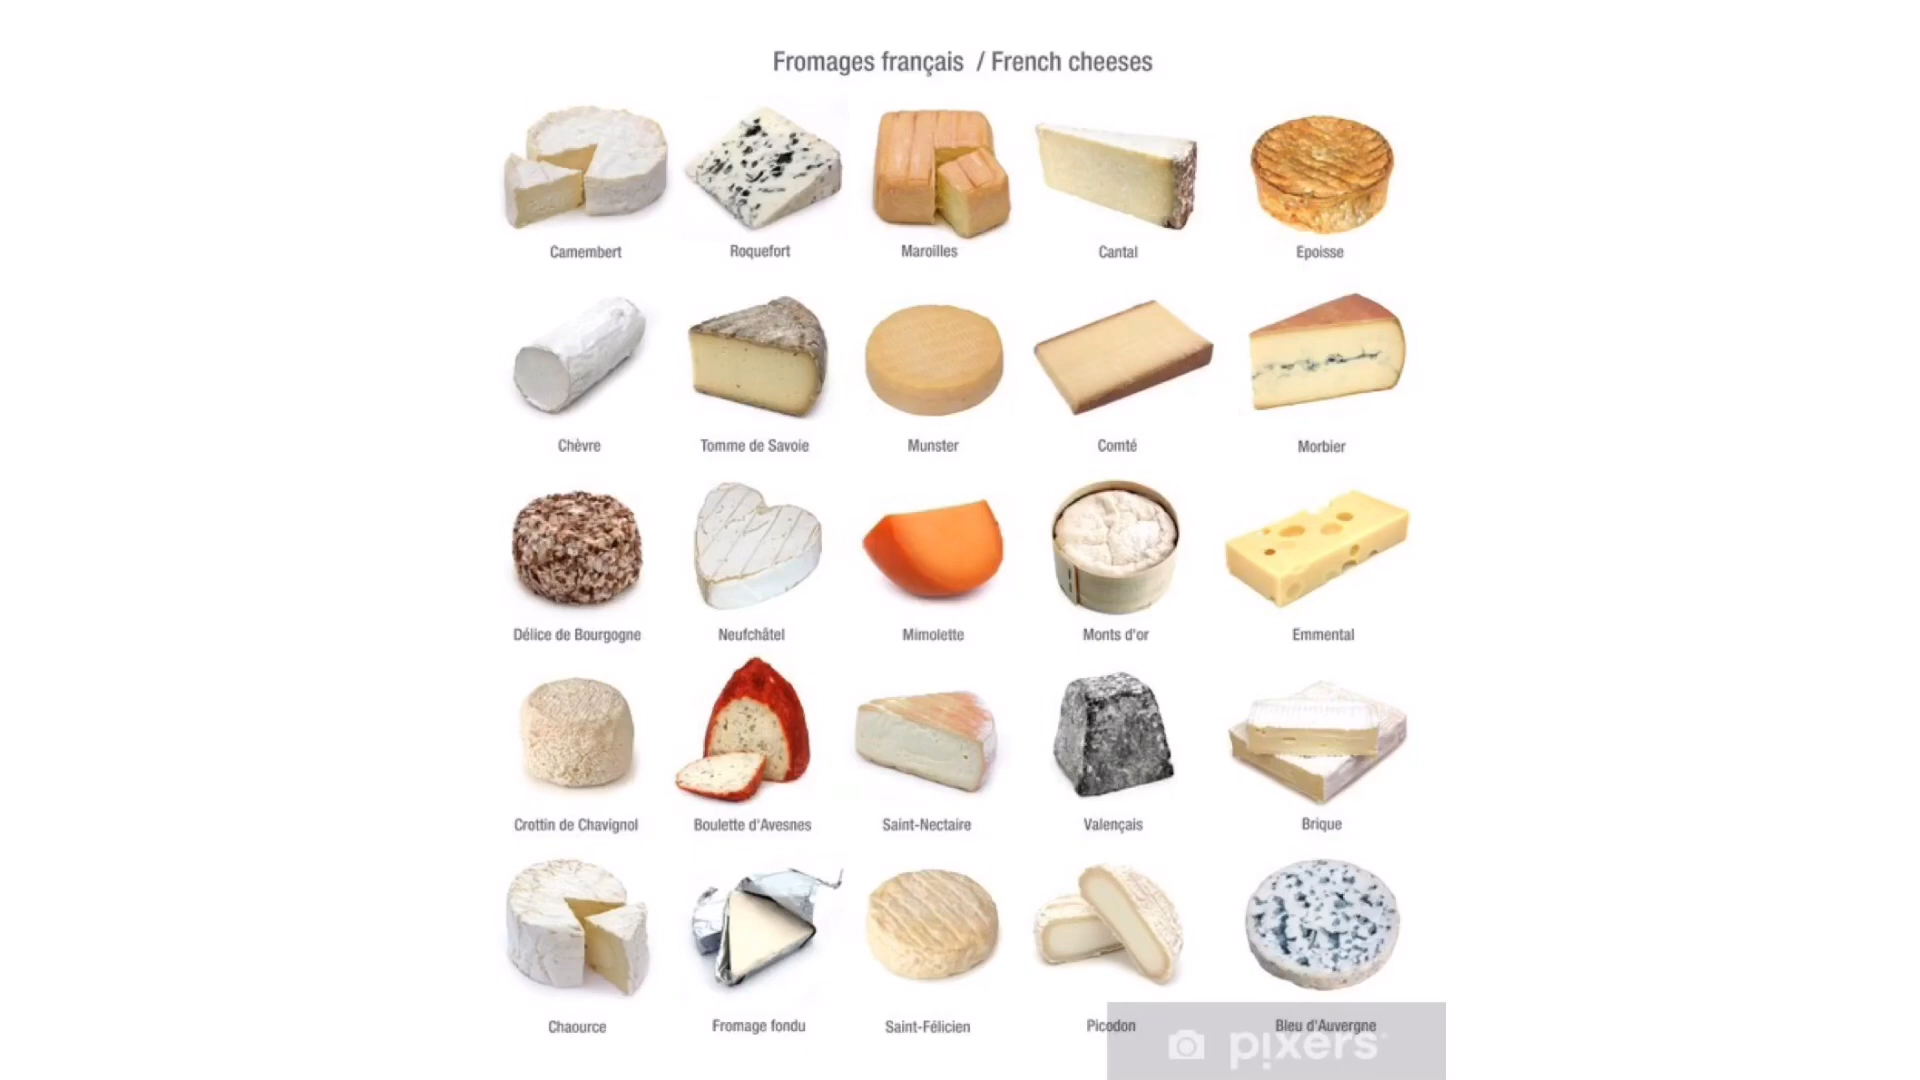 Fromages français / French cheeses
Camembert
Roquefort
Maroilles
Cantal
Epoisse
Chèvre
Tomme de Savoie
Munster
Comté
Morbier
Délice de Bourgogne
Neufchâtel
Mimolette
Monts d'or
Emmental
Crottin de Chavignol
Boulette d'Avesnes
Saint-Nectaire
Valençais
Brique
Chaource
Fromage fondu
Saint-Félicien
Picodon
Bleu d'Auvergne
pixers